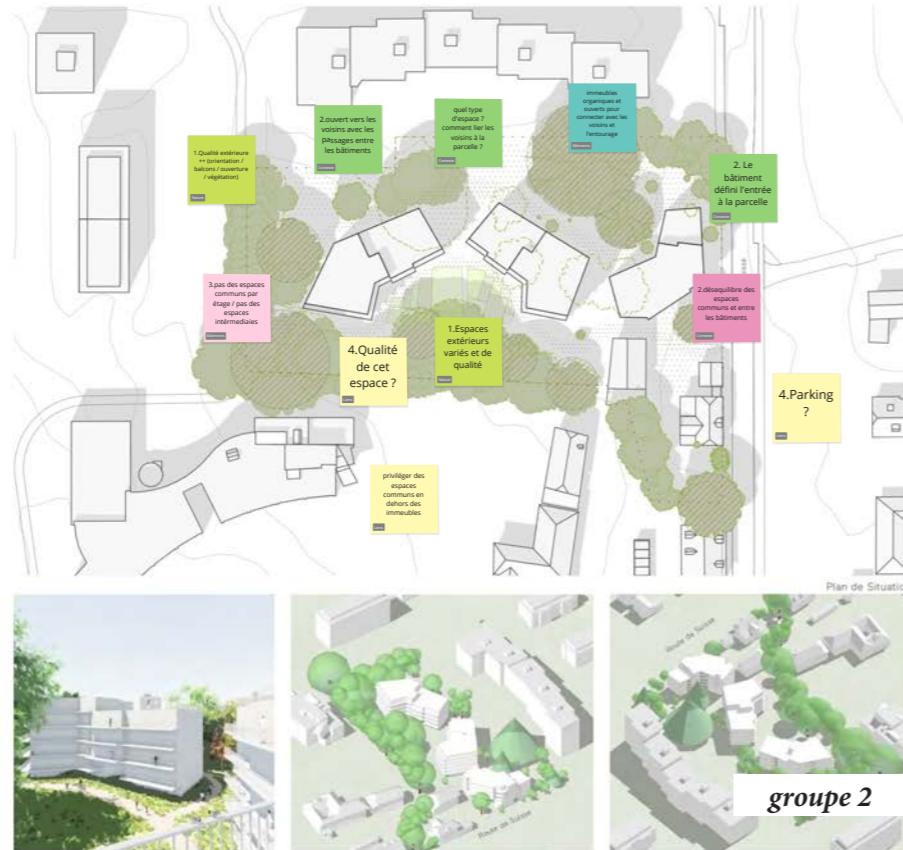 immeubles
organiques et
ouverts pour
connecter avec les
voisins et
l'entourage
quel type
d'espace ?
comment lier les
voisins à la
parcelle ?
2.ouvert vers les
voisins avec les
passages entre
les bâtiments
1.Qualité extérieure
++ (orientation /
balcons / ouverture
/ végétation)
2. Le
bâtiment
défini l'entrée
à la parcelle
3.pas des espaces
communs par
étage / pas des
espaces
intérmediaies
2.désaquilibre des
espaces
communs et entre
les bâtiments
4.Qualité
de cet
espace ?
1.Espaces
extérieurs
variés et de
qualité
4.Parking
?
priviléger des
espaces
communs en
dehors des
immeubles
Plan de Situatio
Route de Suisse
Route de Suisse
groupe 2